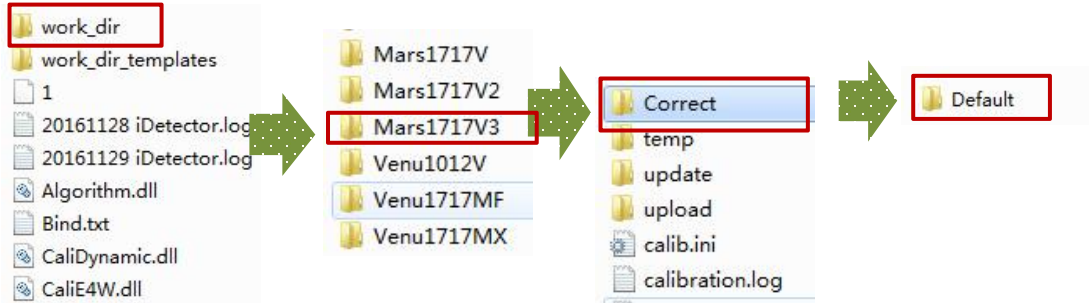 work_dir
work_dir_templates
1
20161128 iDetector.log
20161129 iDetector.log
Algorithm.dll
Bind.txt
CaliDynamic.dll
CaliE4W.dll
Mars1717V
Mars1717V2
Mars1717V3
Venu1012V
Venu1717MF
Venu1717MX
Correct
temp
update
upload
calib.ini
calibration.log
Default